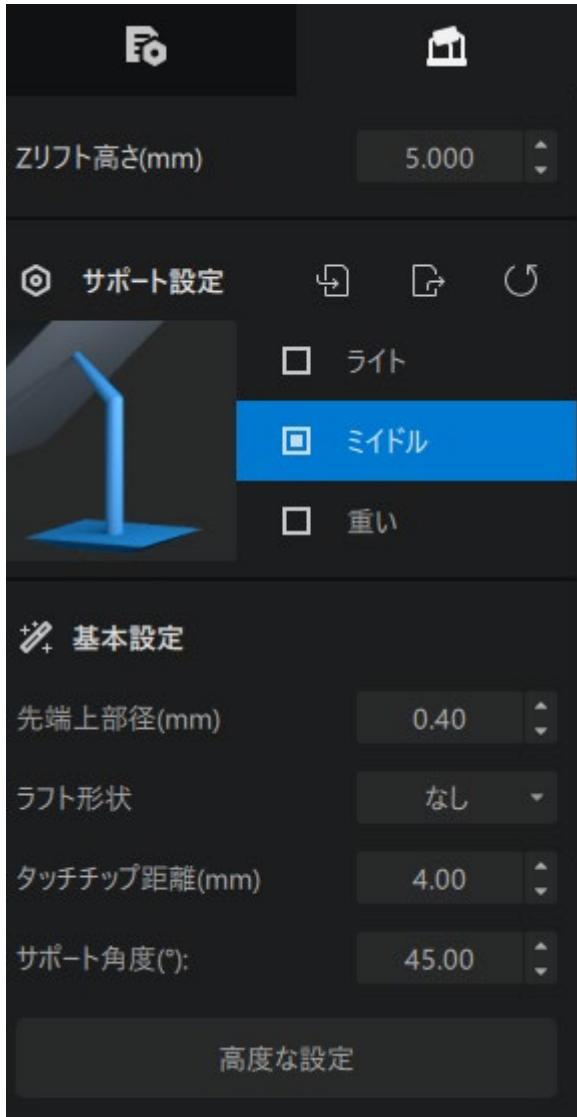 Zリフト高さ(mm) 5.000
サポート設定
ライト
ミイドル
重い
基本設定
先端上部径(mm) 0.40
ラフト形状 なし
タッチチップ距離(mm) 4.00
サポート角度(°): 45.00
高度な設定